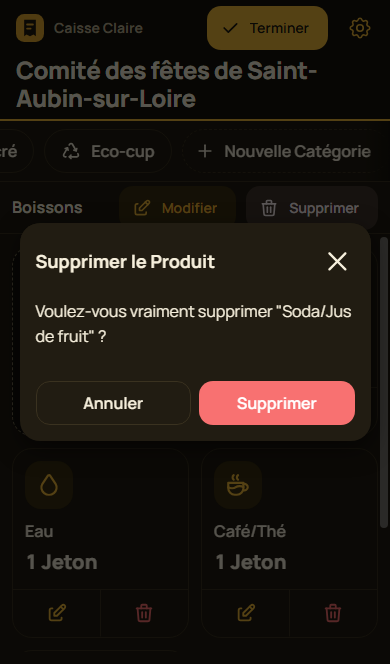 Caisse Claire
Terminer
Comité des fêtes de Saint-
Aubin-sur-Loire
cré
Eco-cup
Nouvelle Catégorie
Boissons
Modifier
Supprimer
Supprimer le Produit
Voulez-vous vraiment supprimer "Soda/Jus
de fruit" ?
Annuler
Supprimer
Eau
Café/Thé
1 Jeton
1 Jeton